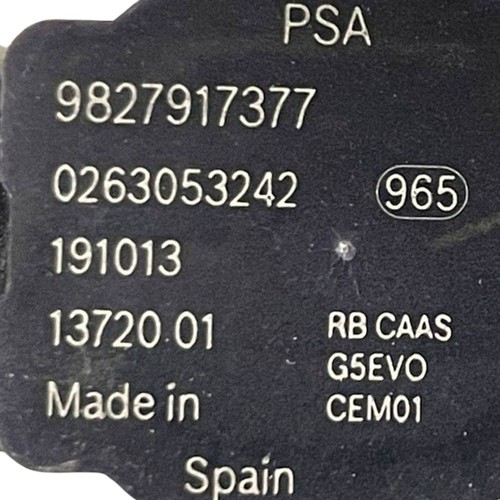 PSA
9827917377
0263053242 965
191013
13720.01 RB CAAS
G5EVO
Made in CEM01
Spain